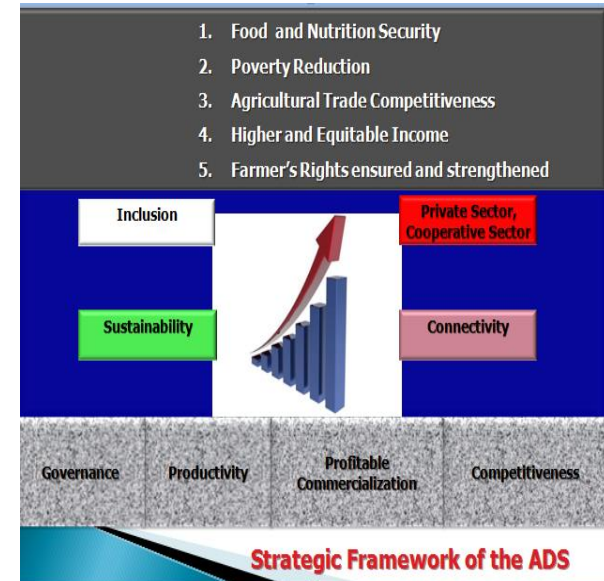 1. Food and Nutrition Security
2. Poverty Reduction
3. Agricultural Trade Competitiveness
4. Higher and Equitable Income
5. Farmer's Rights ensured and strengthened
Inclusion
Private Sector,
Cooperative Sector
Sustainability
Connectivity
Governance
Productivity
Profitable
Commercialization
Competitiveness
Strategic Framework of the ADS